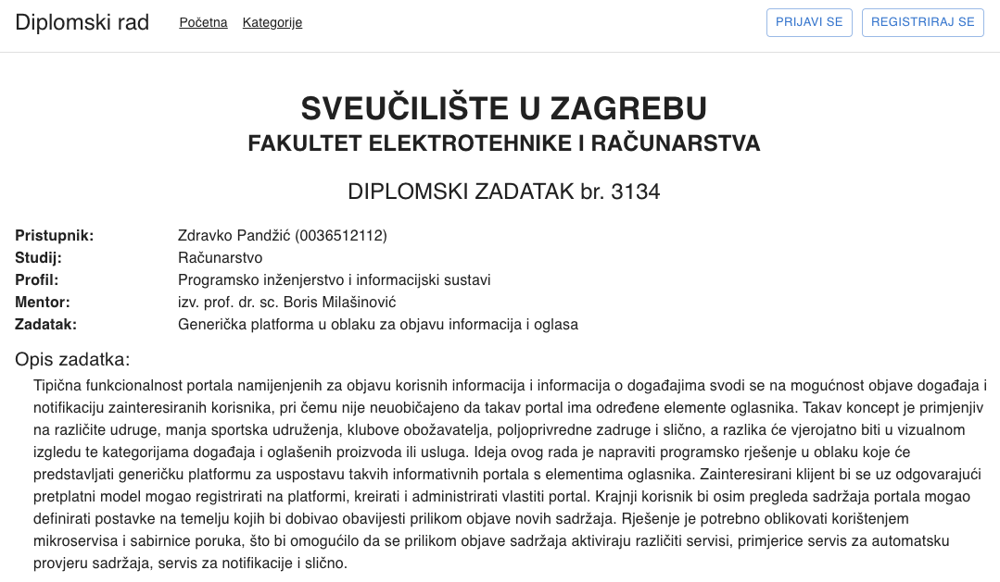 Diplomski rad Početna Kategorije PRIJAVI SE REGISTRIRAJ SE
SVEUČILIŠTE U ZAGREBU
FAKULTET ELEKTROTEHNIKE I RAČUNARSTVA
DIPLOMSKI ZADATAK br. 3134
Pristupnik: Zdravko Pandžić (0036512112)
Studij: Računarstvo
Profil: Programsko inženjerstvo i informacijski sustavi
Mentor: izv. prof. dr. sc. Boris Milašinović
Zadatak: Generička platforma u oblaku za objavu informacija i oglasa
Opis zadatka:
Tipična funkcionalnost portala namijenjenih za objavu korisnih informacija i informacija o događajima svodi se na mogućnost objave događaja i
notifikaciju zainteresiranih korisnika, pri čemu nije neuobičajeno da takav portal ima određene elemente oglasnika. Takav koncept je primjenjiv
na različite udruge, manja sportska udruženja, klubove obožavatelja, poljoprivredne zadruge i slično, a razlika će vjerojatno biti u vizualnom
izgledu te kategorijama događaja i oglašenih proizvoda ili usluga. Ideja ovog rada je napraviti programsko rješenje u oblaku koje će
predstavljati generičku platformu za uspostavu takvih informativnih portala s elementima oglasnika. Zainteresirani klijent bi se uz odgovarajući
pretplatni model mogao registrirati na platformi, kreirati i administrirati vlastiti portal. Krajnji korisnik bi osim pregleda sadržaja portala mogao
definirati postavke na temelju kojih bi dobivao obavijesti prilikom objave novih sadržaja. Rješenje je potrebno oblikovati korištenjem
mikroservisa i sabirnice poruka, što bi omogućilo da se prilikom objave sadržaja aktiviraju različiti servisi, primjerice servis za automatsku
provjeru sadržaja, servis za notifikacije i slično.